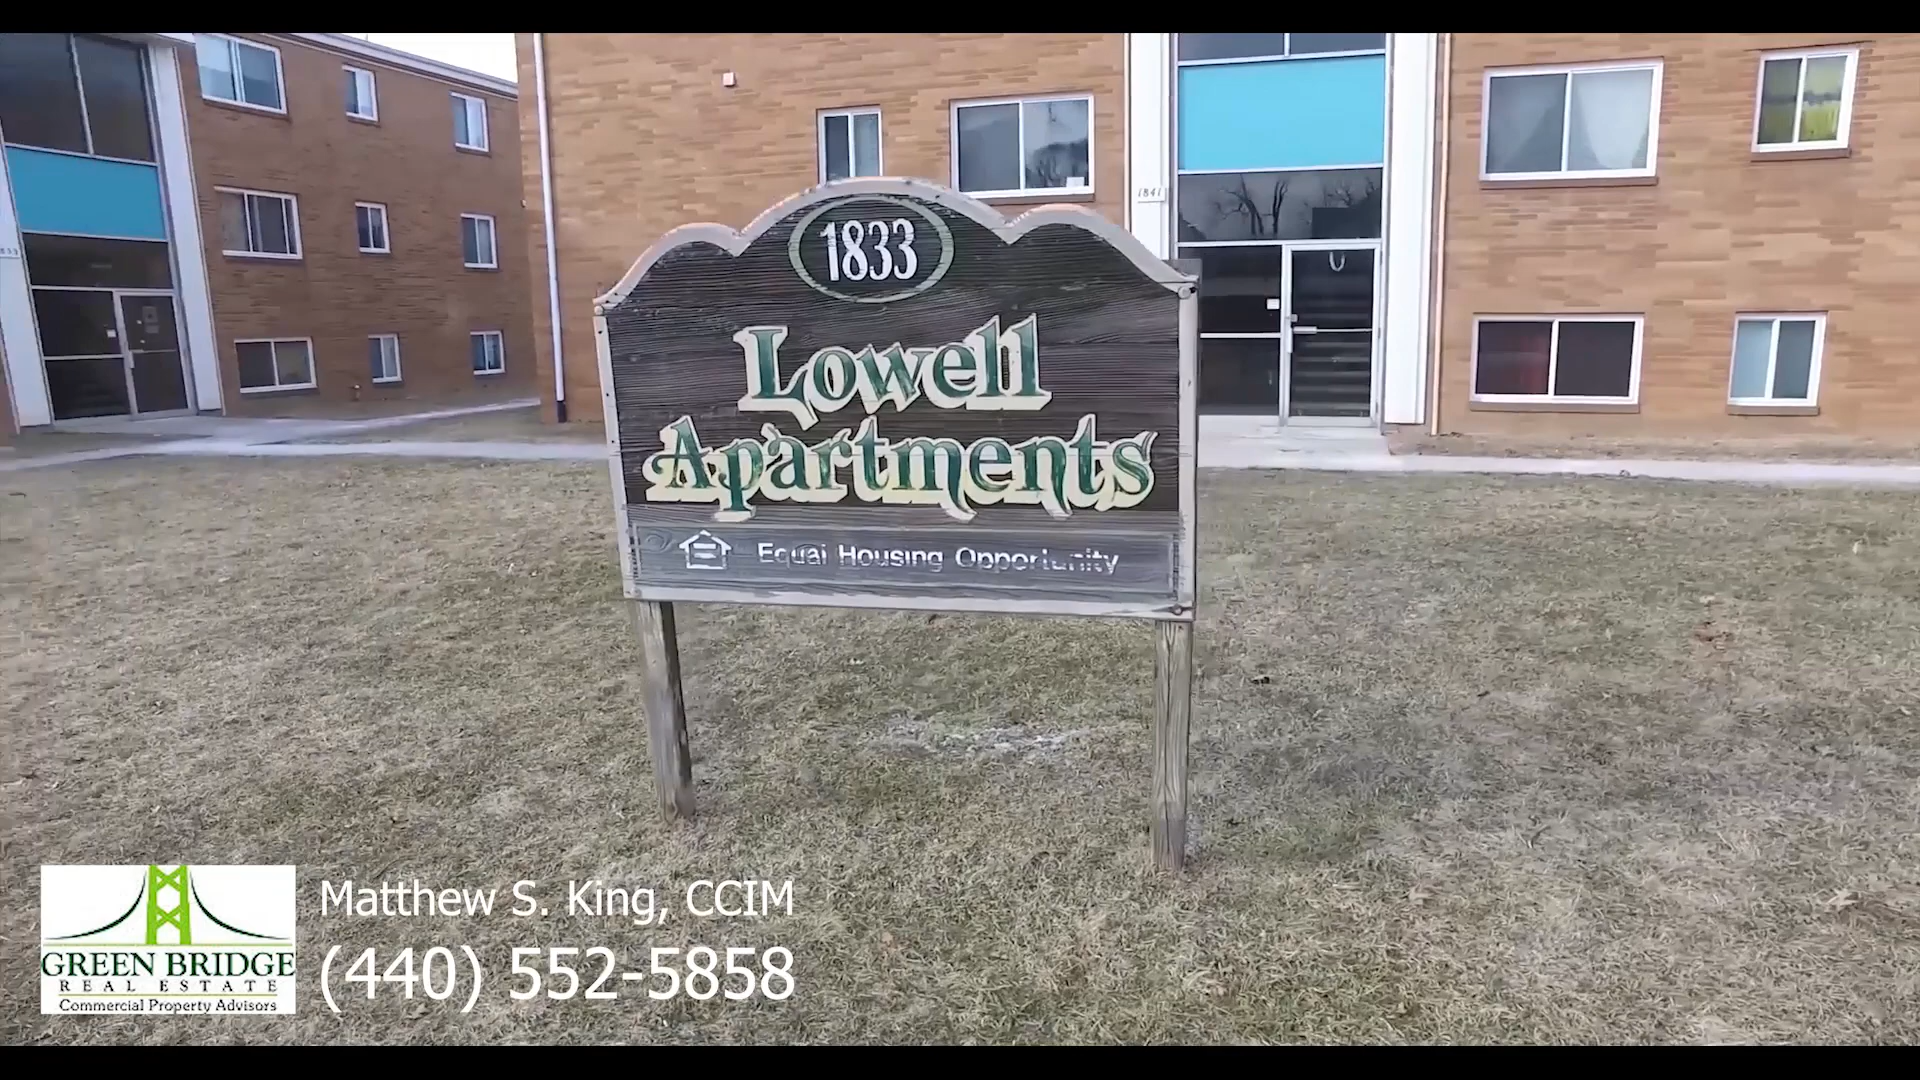 1841
1833
Lowell
Apartments
Equal Housing Opportunity
GREEN BRIDGE
REAL ESTATE
Commercial Property Advisors
Matthew S. King, CCIM
(440) 552-5858